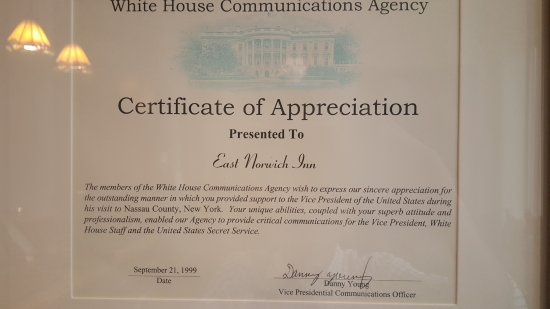 White House Communications Agency
Certificate of Appreciation
Presented To
East Norwich Inn
The members of the White House Communications Agency wish to express our sincere appreciation for
the outstanding manner in which you provided support to the Vice President of the United States during
his visit to Nassau County, New York. Your unique abilities, coupled with your superb attitude and
professionalism, enabled our Agency to provide critical communications for the Vice President, White
House Staff and the United States Secret Service.
September 21, 1999
Date
Danny Young
Danny Young
Vice Presidential Communications Officer